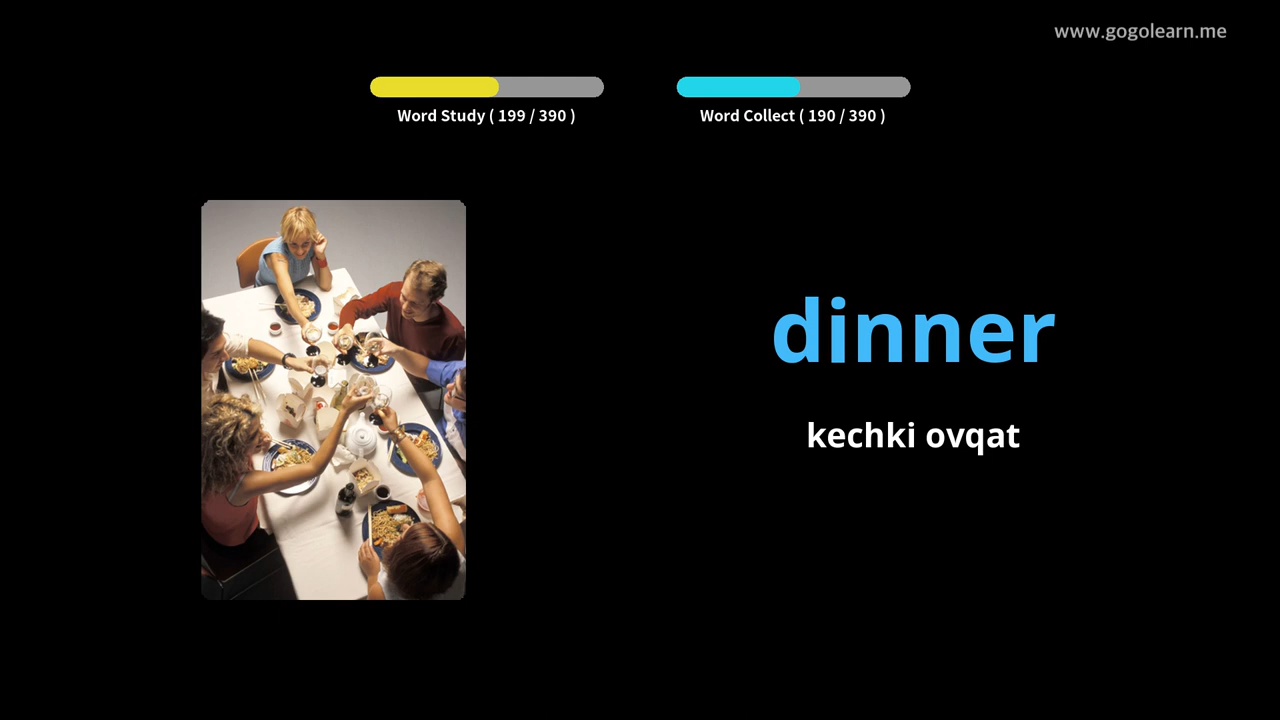 www.gogolearn.me
Word Study ( 199 / 390 )
Word Collect ( 190 / 390 )
dinner
kechki ovqat